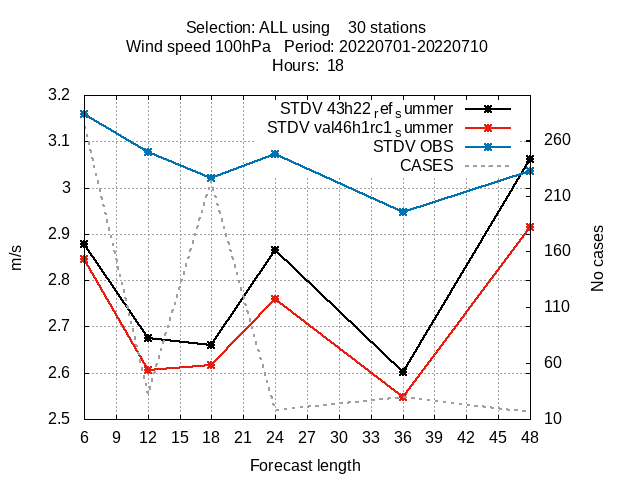 Selection: ALL using    30 stations
Wind speed 100hPa   Period: 20220701-20220710
Hours:  18
STDV 43h22_ref_summer
STDV val46h1rc1_summer
STDV OBS
CASES
3.2
3.1
3
2.9
2.8
2.7
2.6
2.5
m/s
260
210
160
110
60
10
No cases
6 9 12 15 18 21 24 27 30 33 36 39 42 45 48
Forecast length